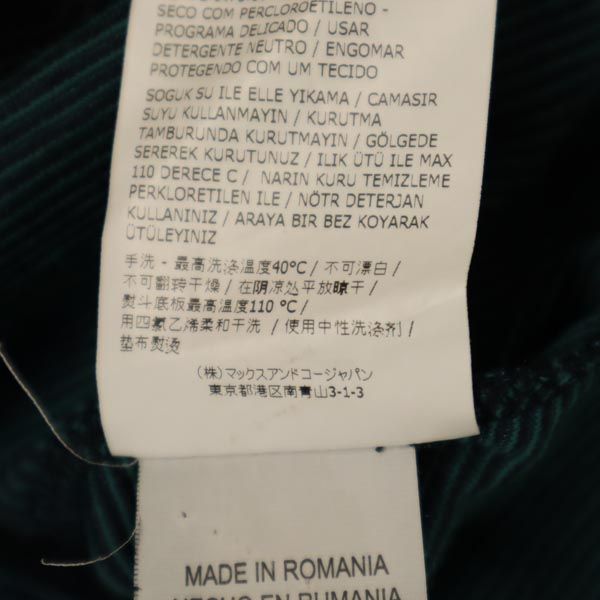 SECO COM PERCLOROETILENO -
PROGRAMA DELICADO / USAR
DETERGENTE NEUTRO / ENGOMAR
PROTEGENDO COM UM TECIDO
SOGUK SU ILE ELLE YIKAMA / CAMASIR
SUYU KULLANMAYIN / KURUTMA
TAMBURUNDA KURUTMAYIN / GÖLGEDE
SEREREK KURUTUNUZ / ILIK ÜTÜ ILE MAX
110 DERECE C / NARIN KURU TEMIZLEME
PERKLORETILEN ILE / NÖTR DETERJAN
KULLANINIZ / ARAYA BIR BEZ KOYARAK
ÜTÜLEYINIZ
手洗 - 最高洗涤温度40°C / 不可漂白 /
不可翻转干燥 / 在阴凉处平放晾干 /
熨斗底板最高温度110 °C /
用四氯乙烯柔和干洗 / 使用中性洗涤剂 /
垫布熨烫
(株)マックスアンドコージャパン
東京都港区南青山3-1-3
MADE IN ROMANIA
HECHO EN RUMANIA